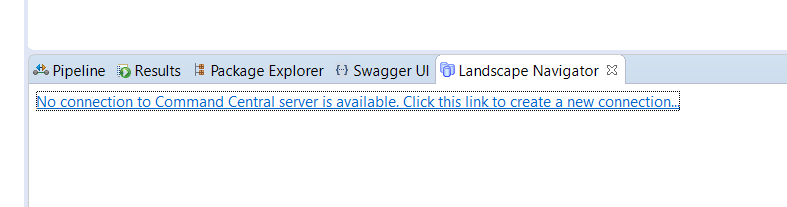 Pipeline Results Package Explorer {··} Swagger UI Landscape Navigator
No connection to Command Central server is available. Click this link to create a new connection...